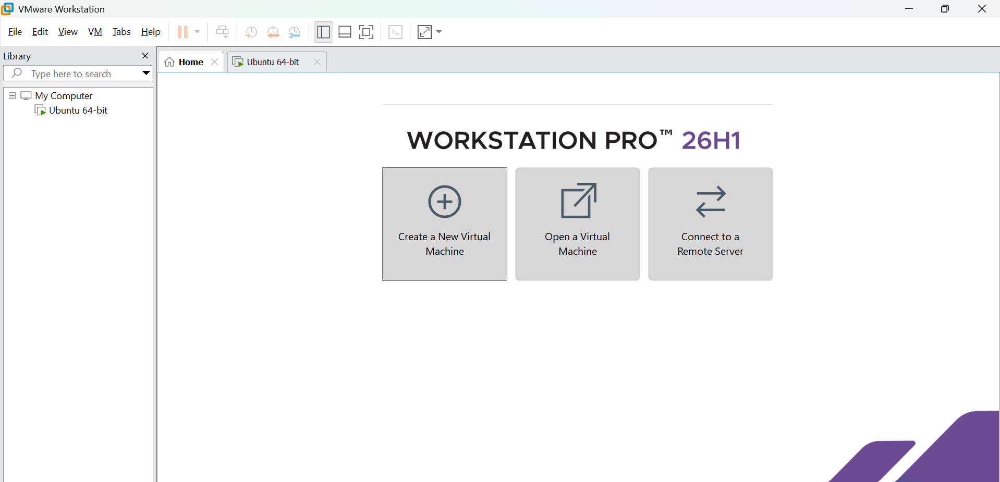 VMware Workstation
File Edit View VM Tabs Help
Library
Type here to search
My Computer
Ubuntu 64-bit
Home
Ubuntu 64-bit
WORKSTATION PRO™ 26H1
Create a New Virtual
Machine
Open a Virtual
Machine
Connect to a
Remote Server